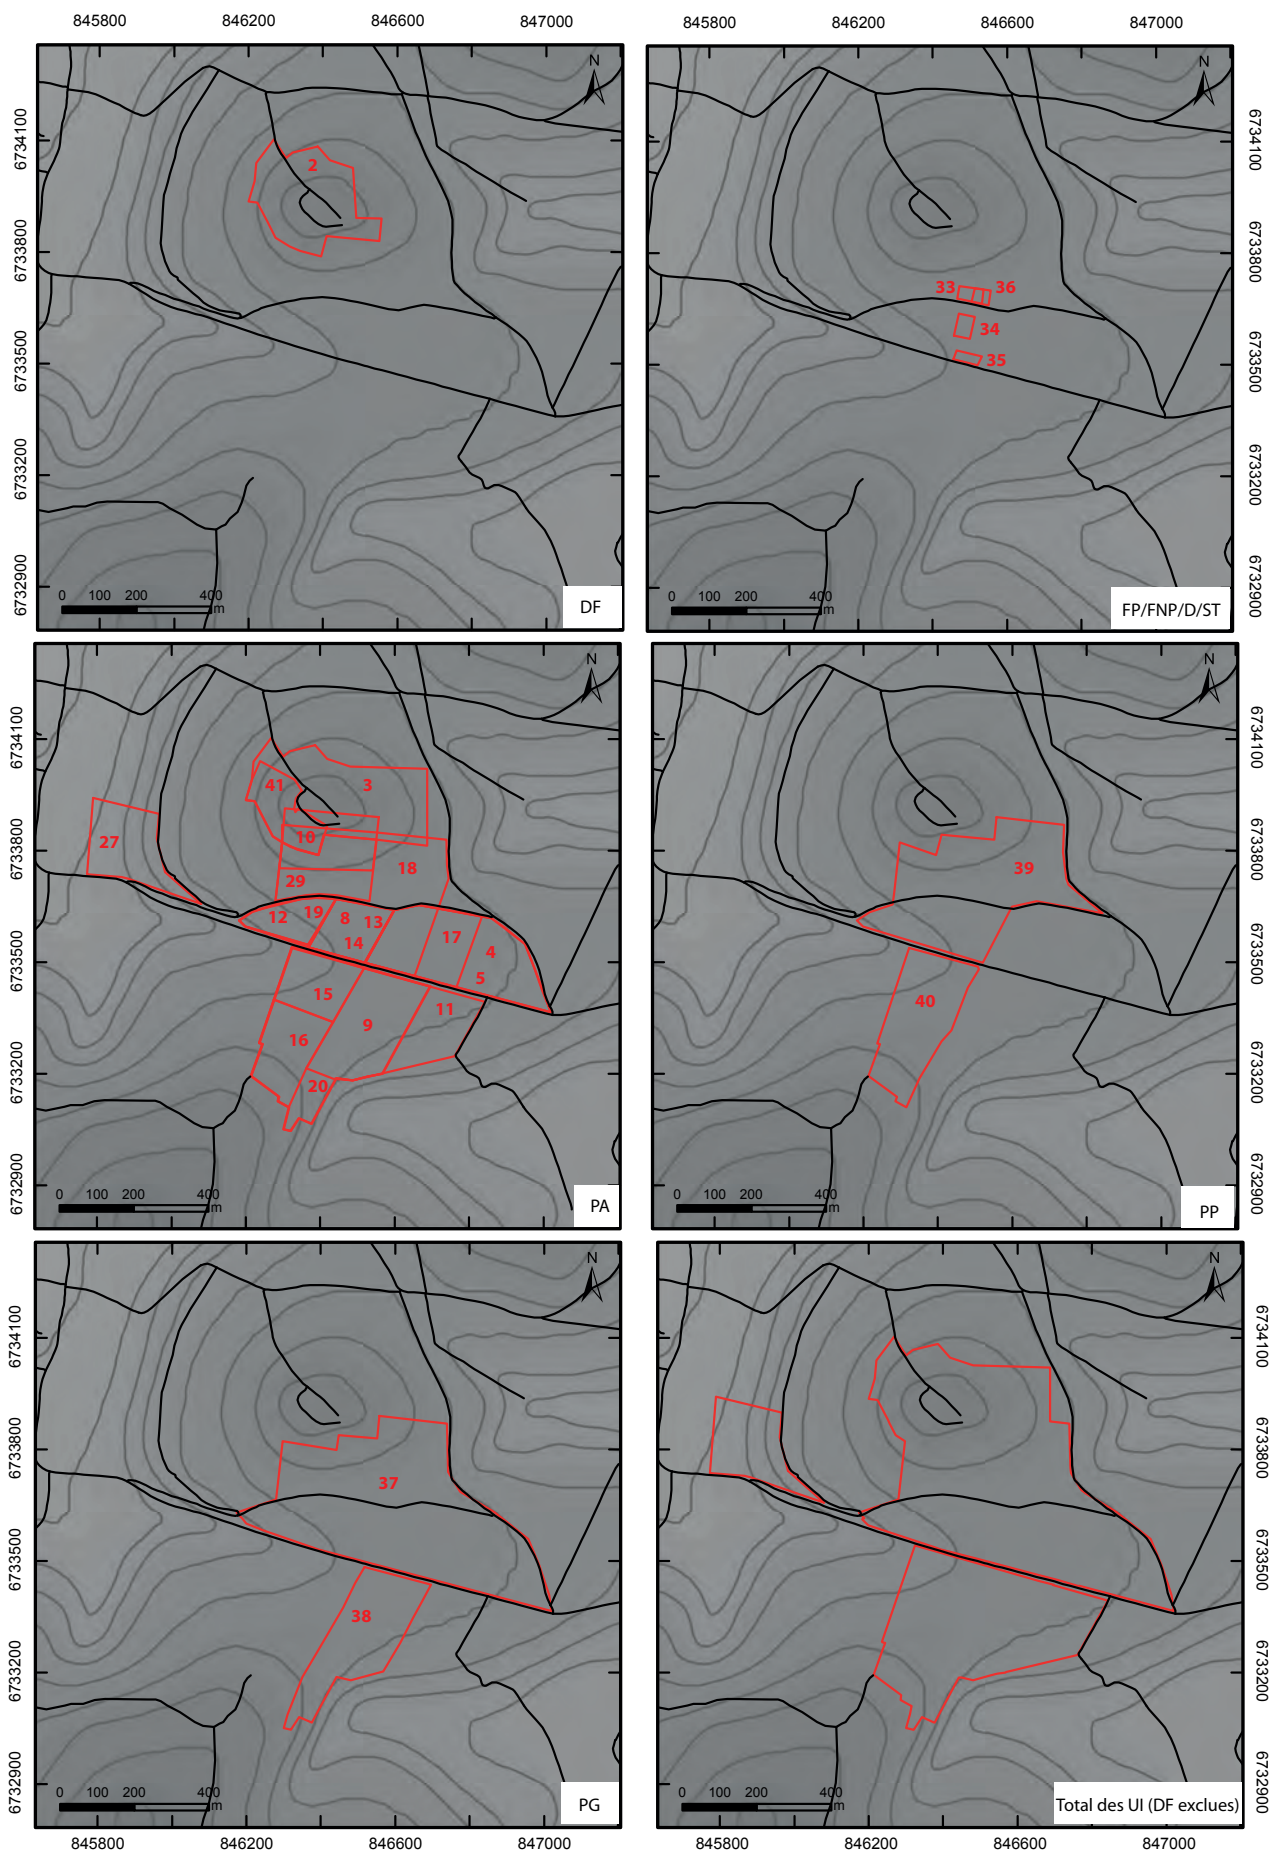 845800 846200 846600 847000 845800 846200 846600 847000
N
6734100
6733800
6733500
6733200
6732900
2
0 100 200 400
m
DF
N
33 36
34
35
6734100
6733800
6733500
6733200
6732900
0 100 200 400
m
FP/FNP/D/ST
N
6734100
6733800
6733500
6733200
6732900
41 3
27 10
18
29
12 19 8 13
14 17 4
5
15 11
9
16
20
0 100 200 400
m
PA
N
39
40
6734100
6733800
6733500
6733200
6732900
0 100 200 400
m
PP
N
6734100
6733800
6733500
6733200
6732900
37
38
0 100 200 400
m
PG
N
6734100
6733800
6733500
6733200
6732900
0 100 200 400
m
Total des UI (DF exclues)
845800 846200 846600 847000 845800 846200 846600 847000